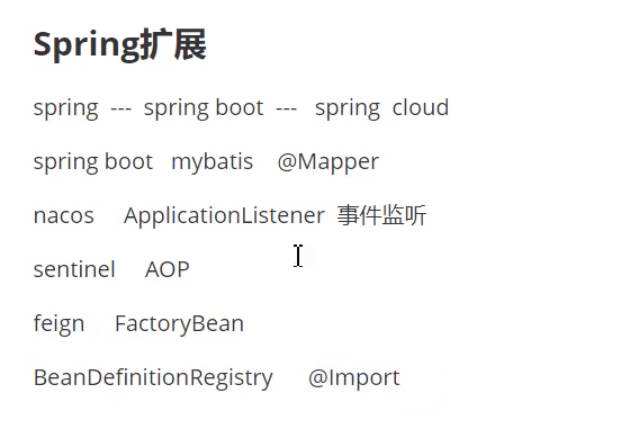 Spring扩展
spring --- spring boot --- spring cloud
spring boot mybatis @Mapper
nacos ApplicationListener 事件监听
sentinel AOP
feign FactoryBean
BeanDefinitionRegistry @Import